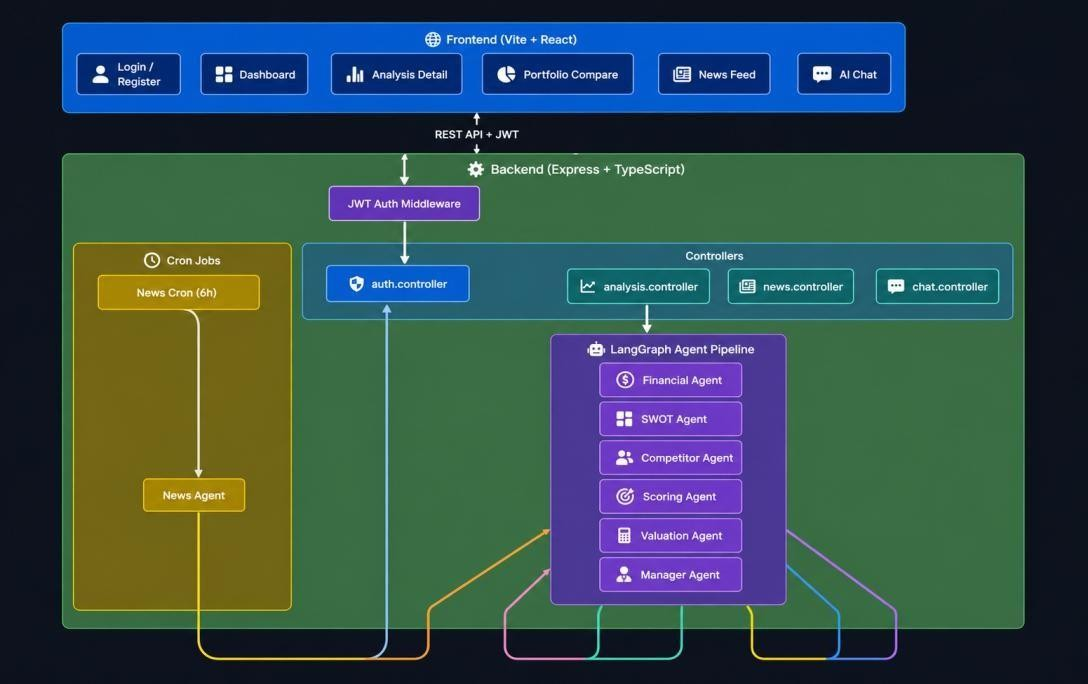 Frontend (Vite + React)
Login /
Register
Dashboard
Analysis Detail
Portfolio Compare
News Feed
AI Chat
REST API + JWT
Backend (Express + TypeScript)
JWT Auth Middleware
Cron Jobs
News Cron (6h)
News Agent
Controllers
auth.controller
analysis.controller
news.controller
chat.controller
LangGraph Agent Pipeline
Financial Agent
SWOT Agent
Competitor Agent
Scoring Agent
Valuation Agent
Manager Agent